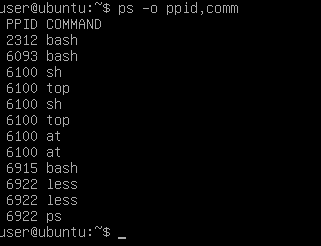 user@ubuntu:~$ ps -o ppid,comm
PPID COMMAND
2312 bash
6093 bash
6100 sh
6100 top
6100 sh
6100 top
6100 at
6100 at
6915 bash
6922 less
6922 less
6922 ps
user@ubuntu:~$ _